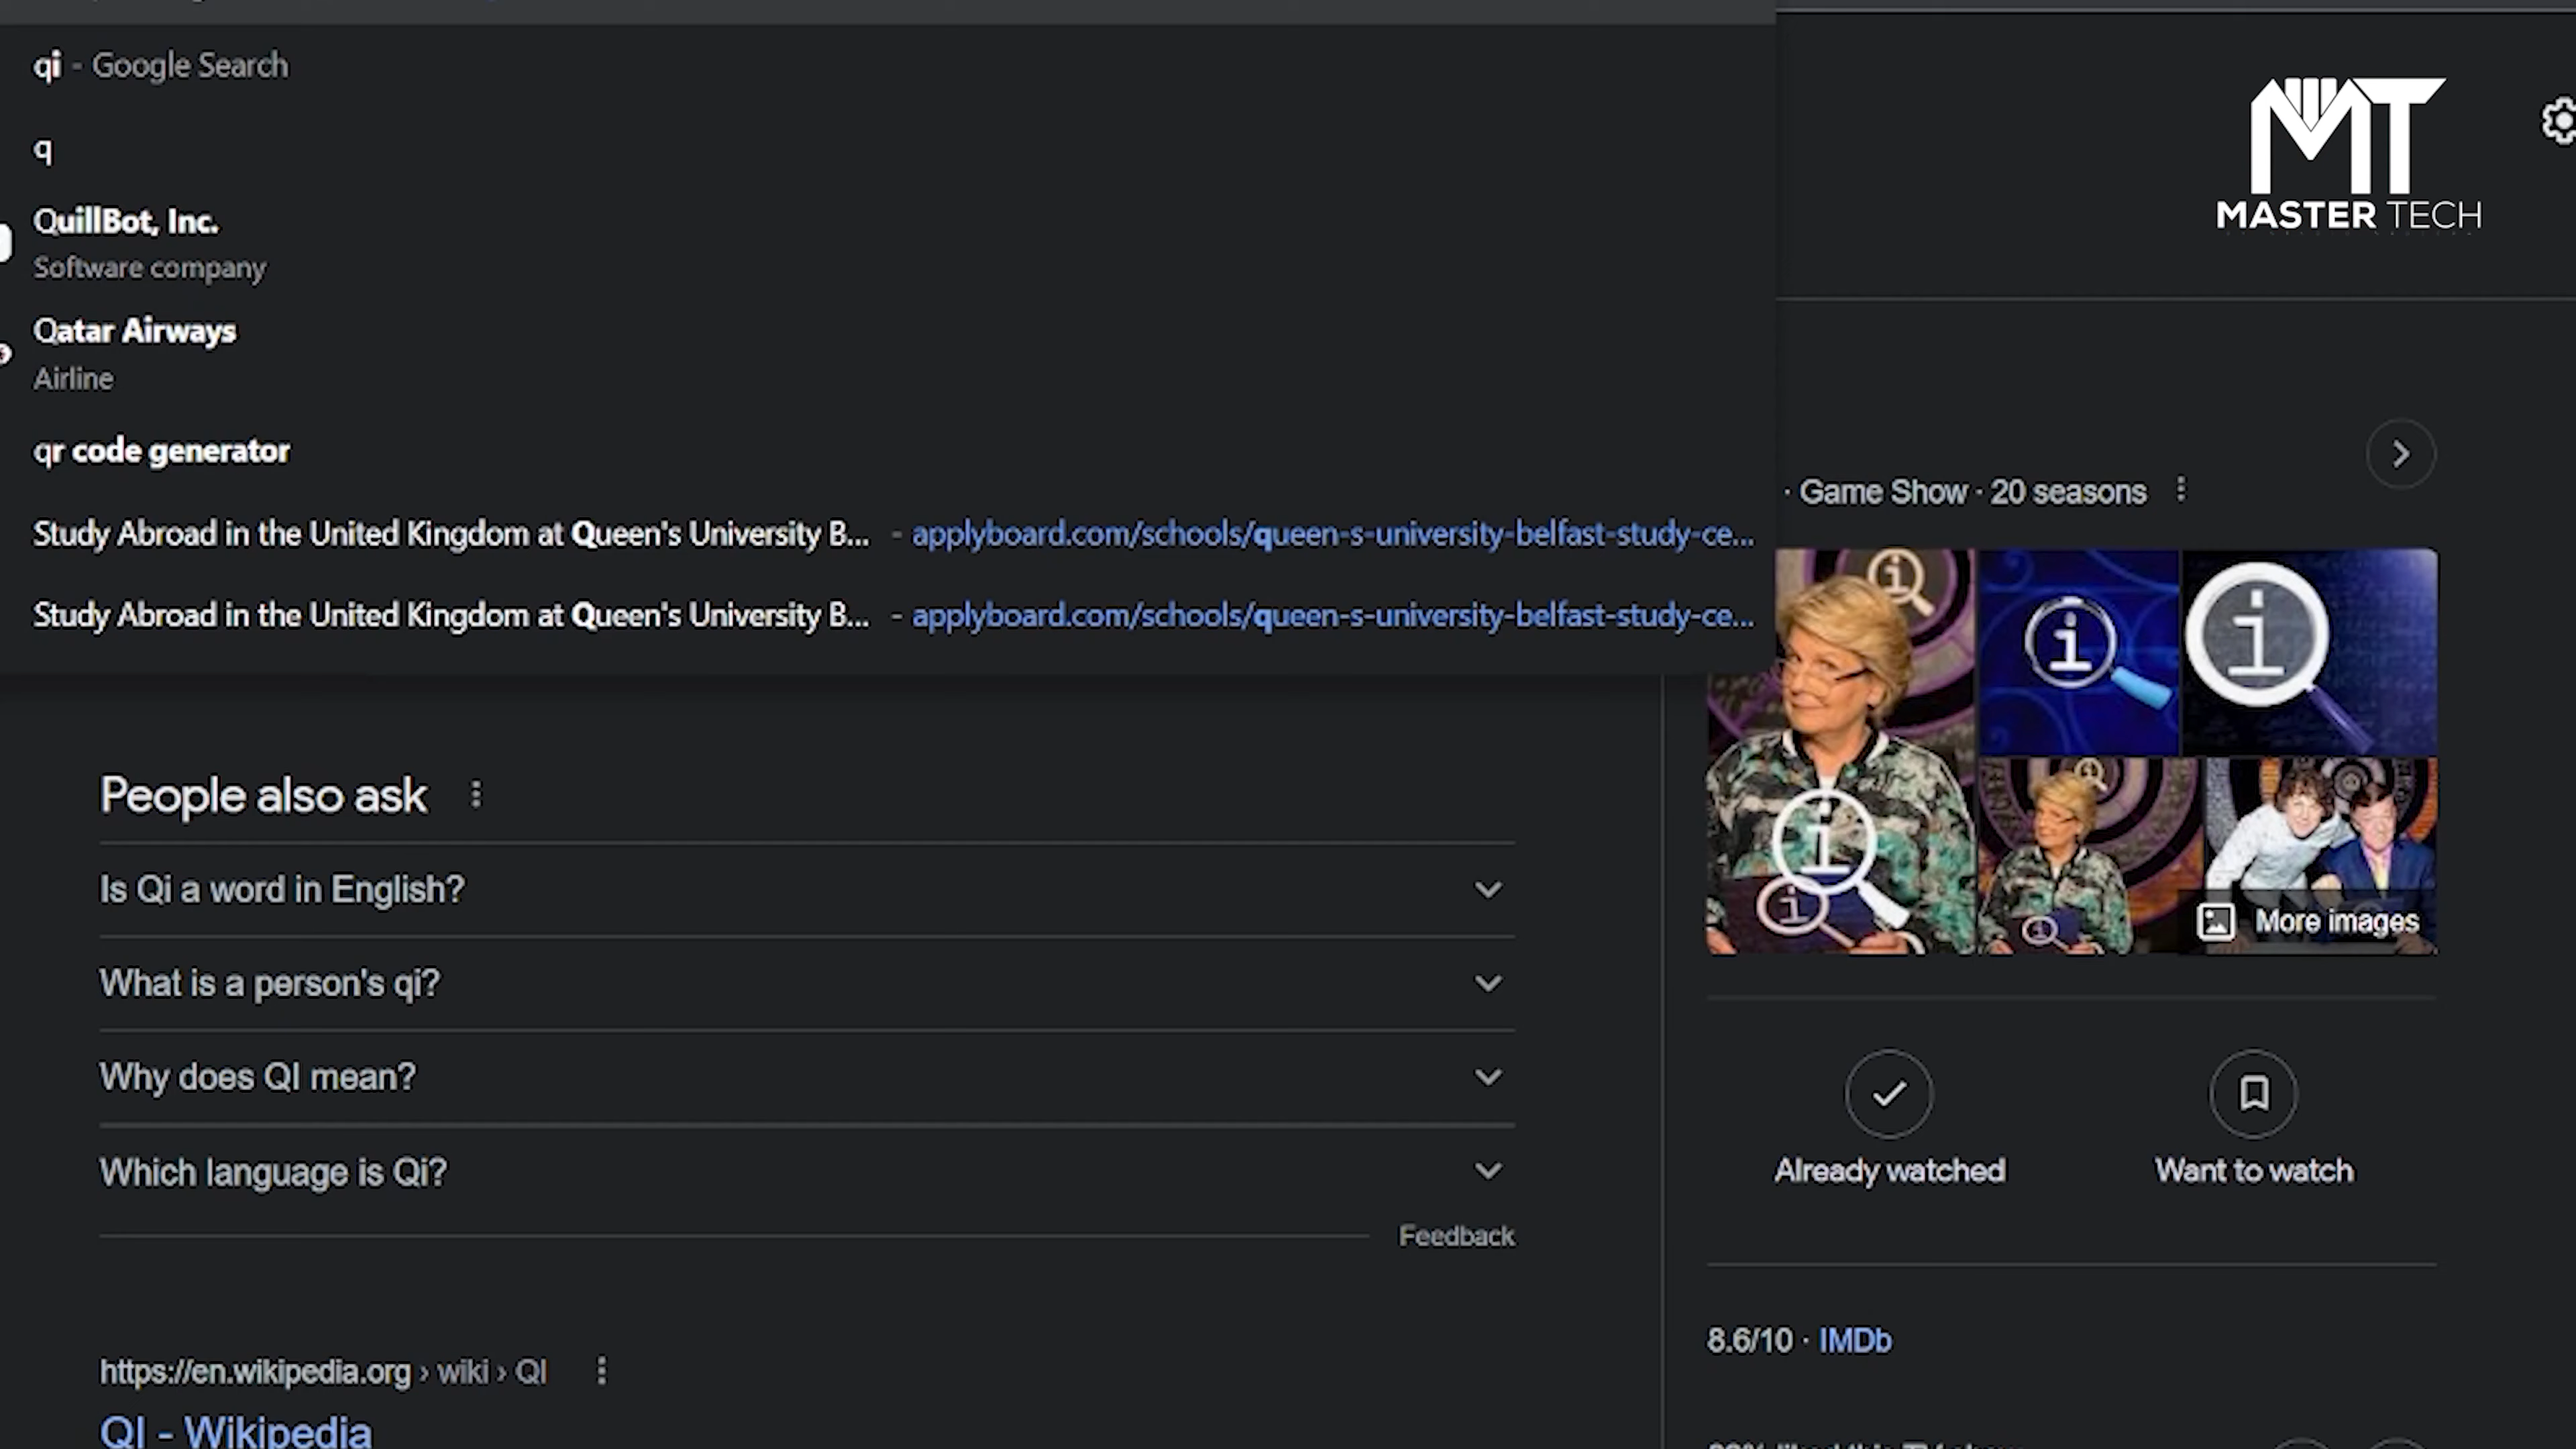 qi - Google Search
q
QuillBot, Inc.
Software company
Qatar Airways
Airline
qr code generator
Study Abroad in the United Kingdom at Queen's University B... - applyboard.com/schools/queen-s-university-belfast-study-ce...
Study Abroad in the United Kingdom at Queen's University B... - applyboard.com/schools/queen-s-university-belfast-study-ce...
MT
MASTER TECH
· Game Show · 20 seasons
More images
People also ask
Is Qi a word in English?
What is a person's qi?
Why does QI mean?
Which language is Qi?
Feedback
Already watched
Want to watch
8.6/10 · IMDb
https://en.wikipedia.org › wiki › QI
QI - Wikipedia